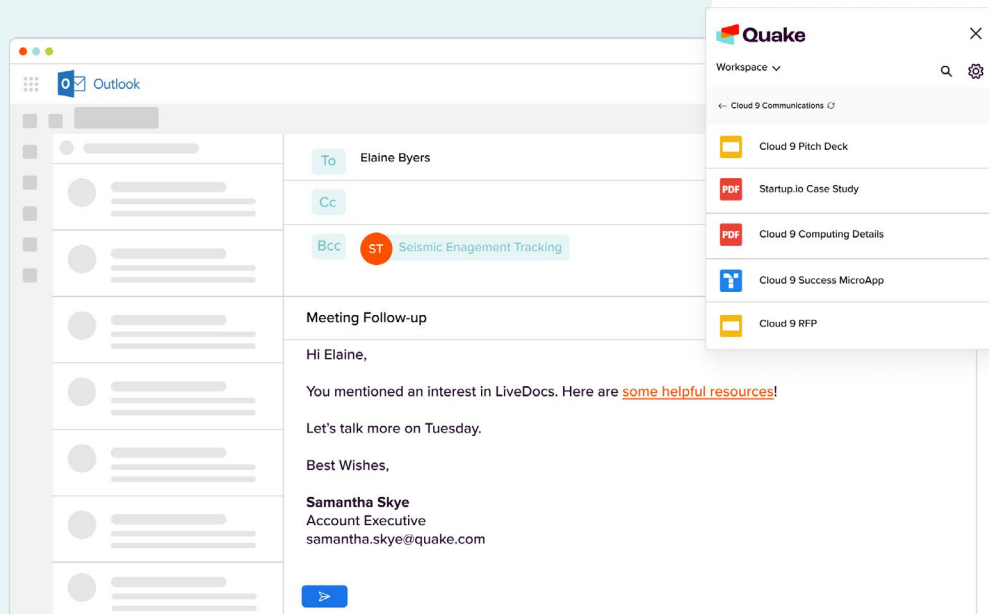 Outlook
To
Elaine Byers
Cc
Bcc
ST
Seismic Enagement Tracking
Meeting Follow-up
Hi Elaine,
You mentioned an interest in LiveDocs. Here are some helpful resources!
Let’s talk more on Tuesday.
Best Wishes,
Samantha Skye
Account Executive
samantha.skye@quake.com
Quake
Workspace
Cloud 9 Communications
Cloud 9 Pitch Deck
PDF
Startup.io Case Study
PDF
Cloud 9 Computing Details
Cloud 9 Success MicroApp
Cloud 9 RFP